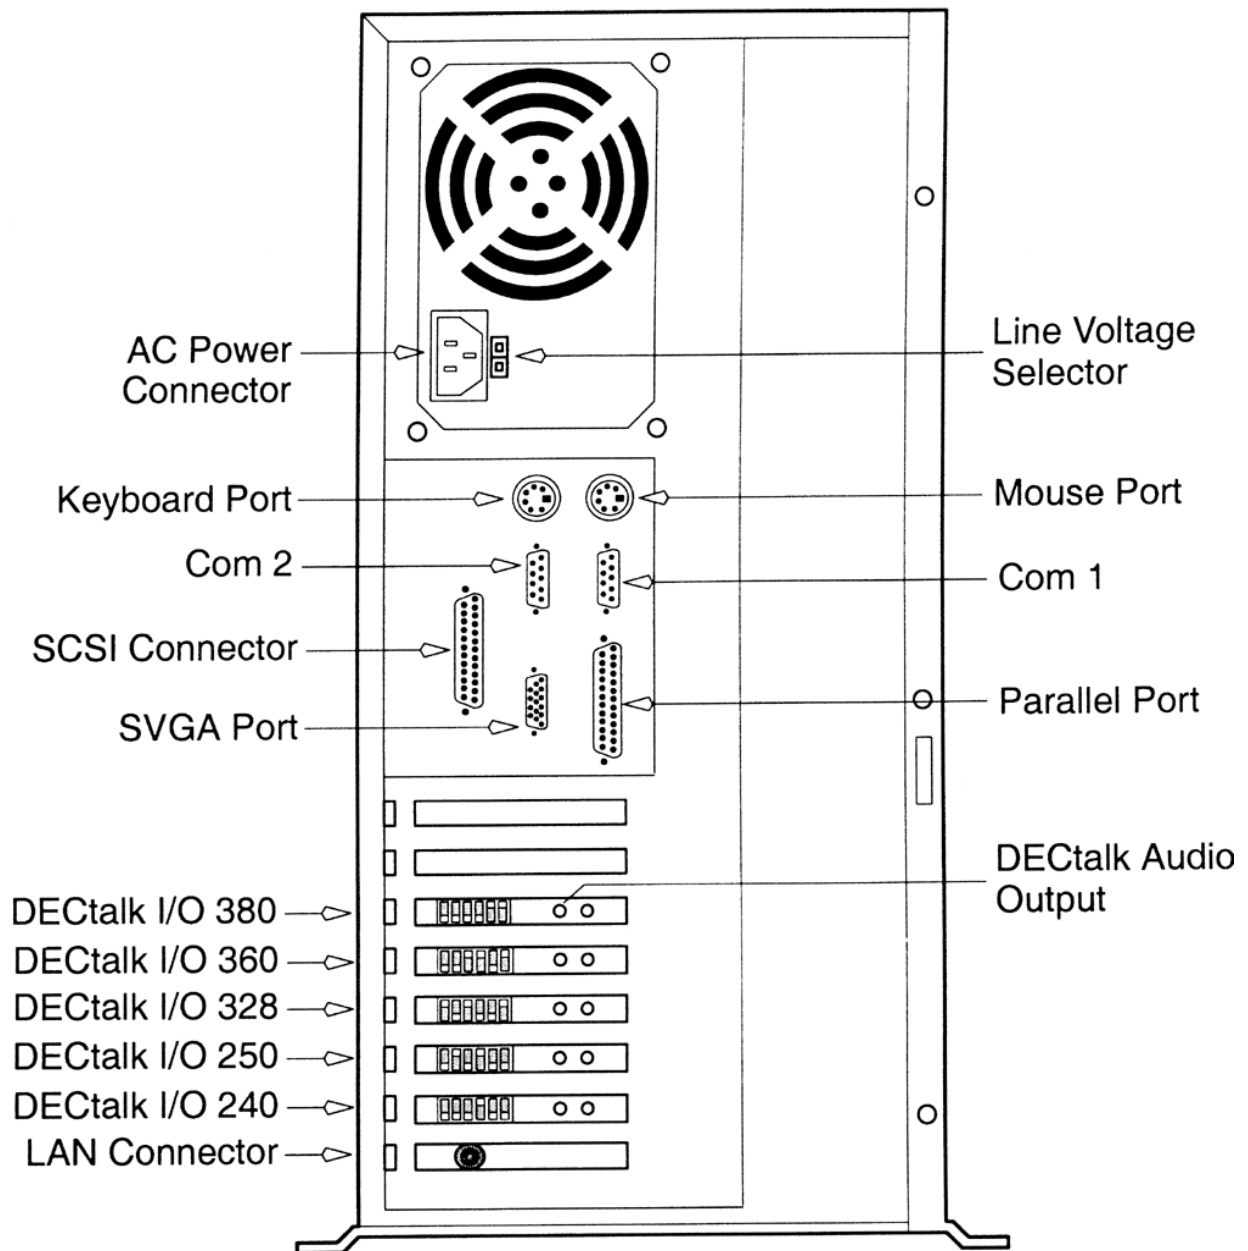 AC Power
Connector
Line Voltage
Selector
Keyboard Port
Mouse Port
Com 2
Com 1
SCSI Connector
SVGA Port
Parallel Port
DECtalk Audio
Output
DECtalk I/O 380
DECtalk I/O 360
DECtalk I/O 328
DECtalk I/O 250
DECtalk I/O 240
LAN Connector